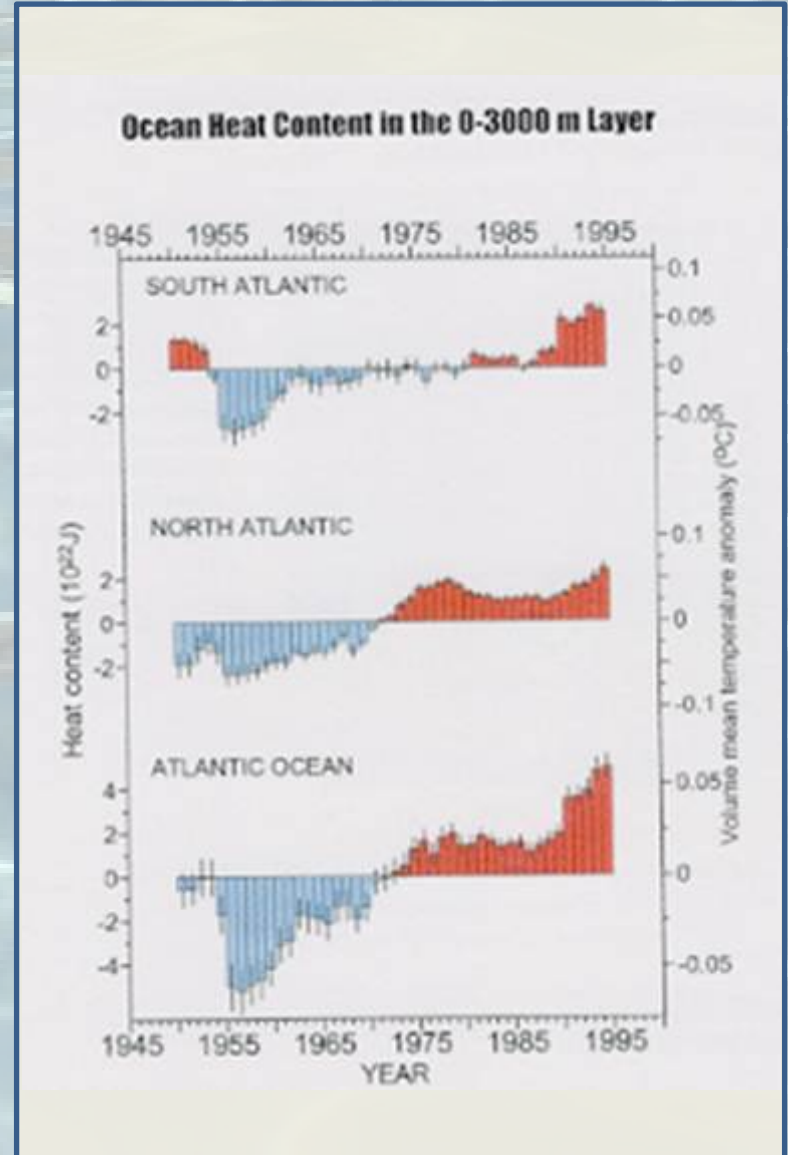 Ocean Heat Content in the 0-3000 m Layer
1945 1955 1965 1975 1985 1995
SOUTH ATLANTIC
2
0
-2
0.1
0.05
0
-0.05
NORTH ATLANTIC
2
0
-2
0.1
0
-0.1
ATLANTIC OCEAN
4
2
0
-2
-4
0.05
0
-0.05
Heat content (10²²J)
Volume mean temperature anomaly (ºC)
1945 1955 1965 1975 1985 1995
YEAR